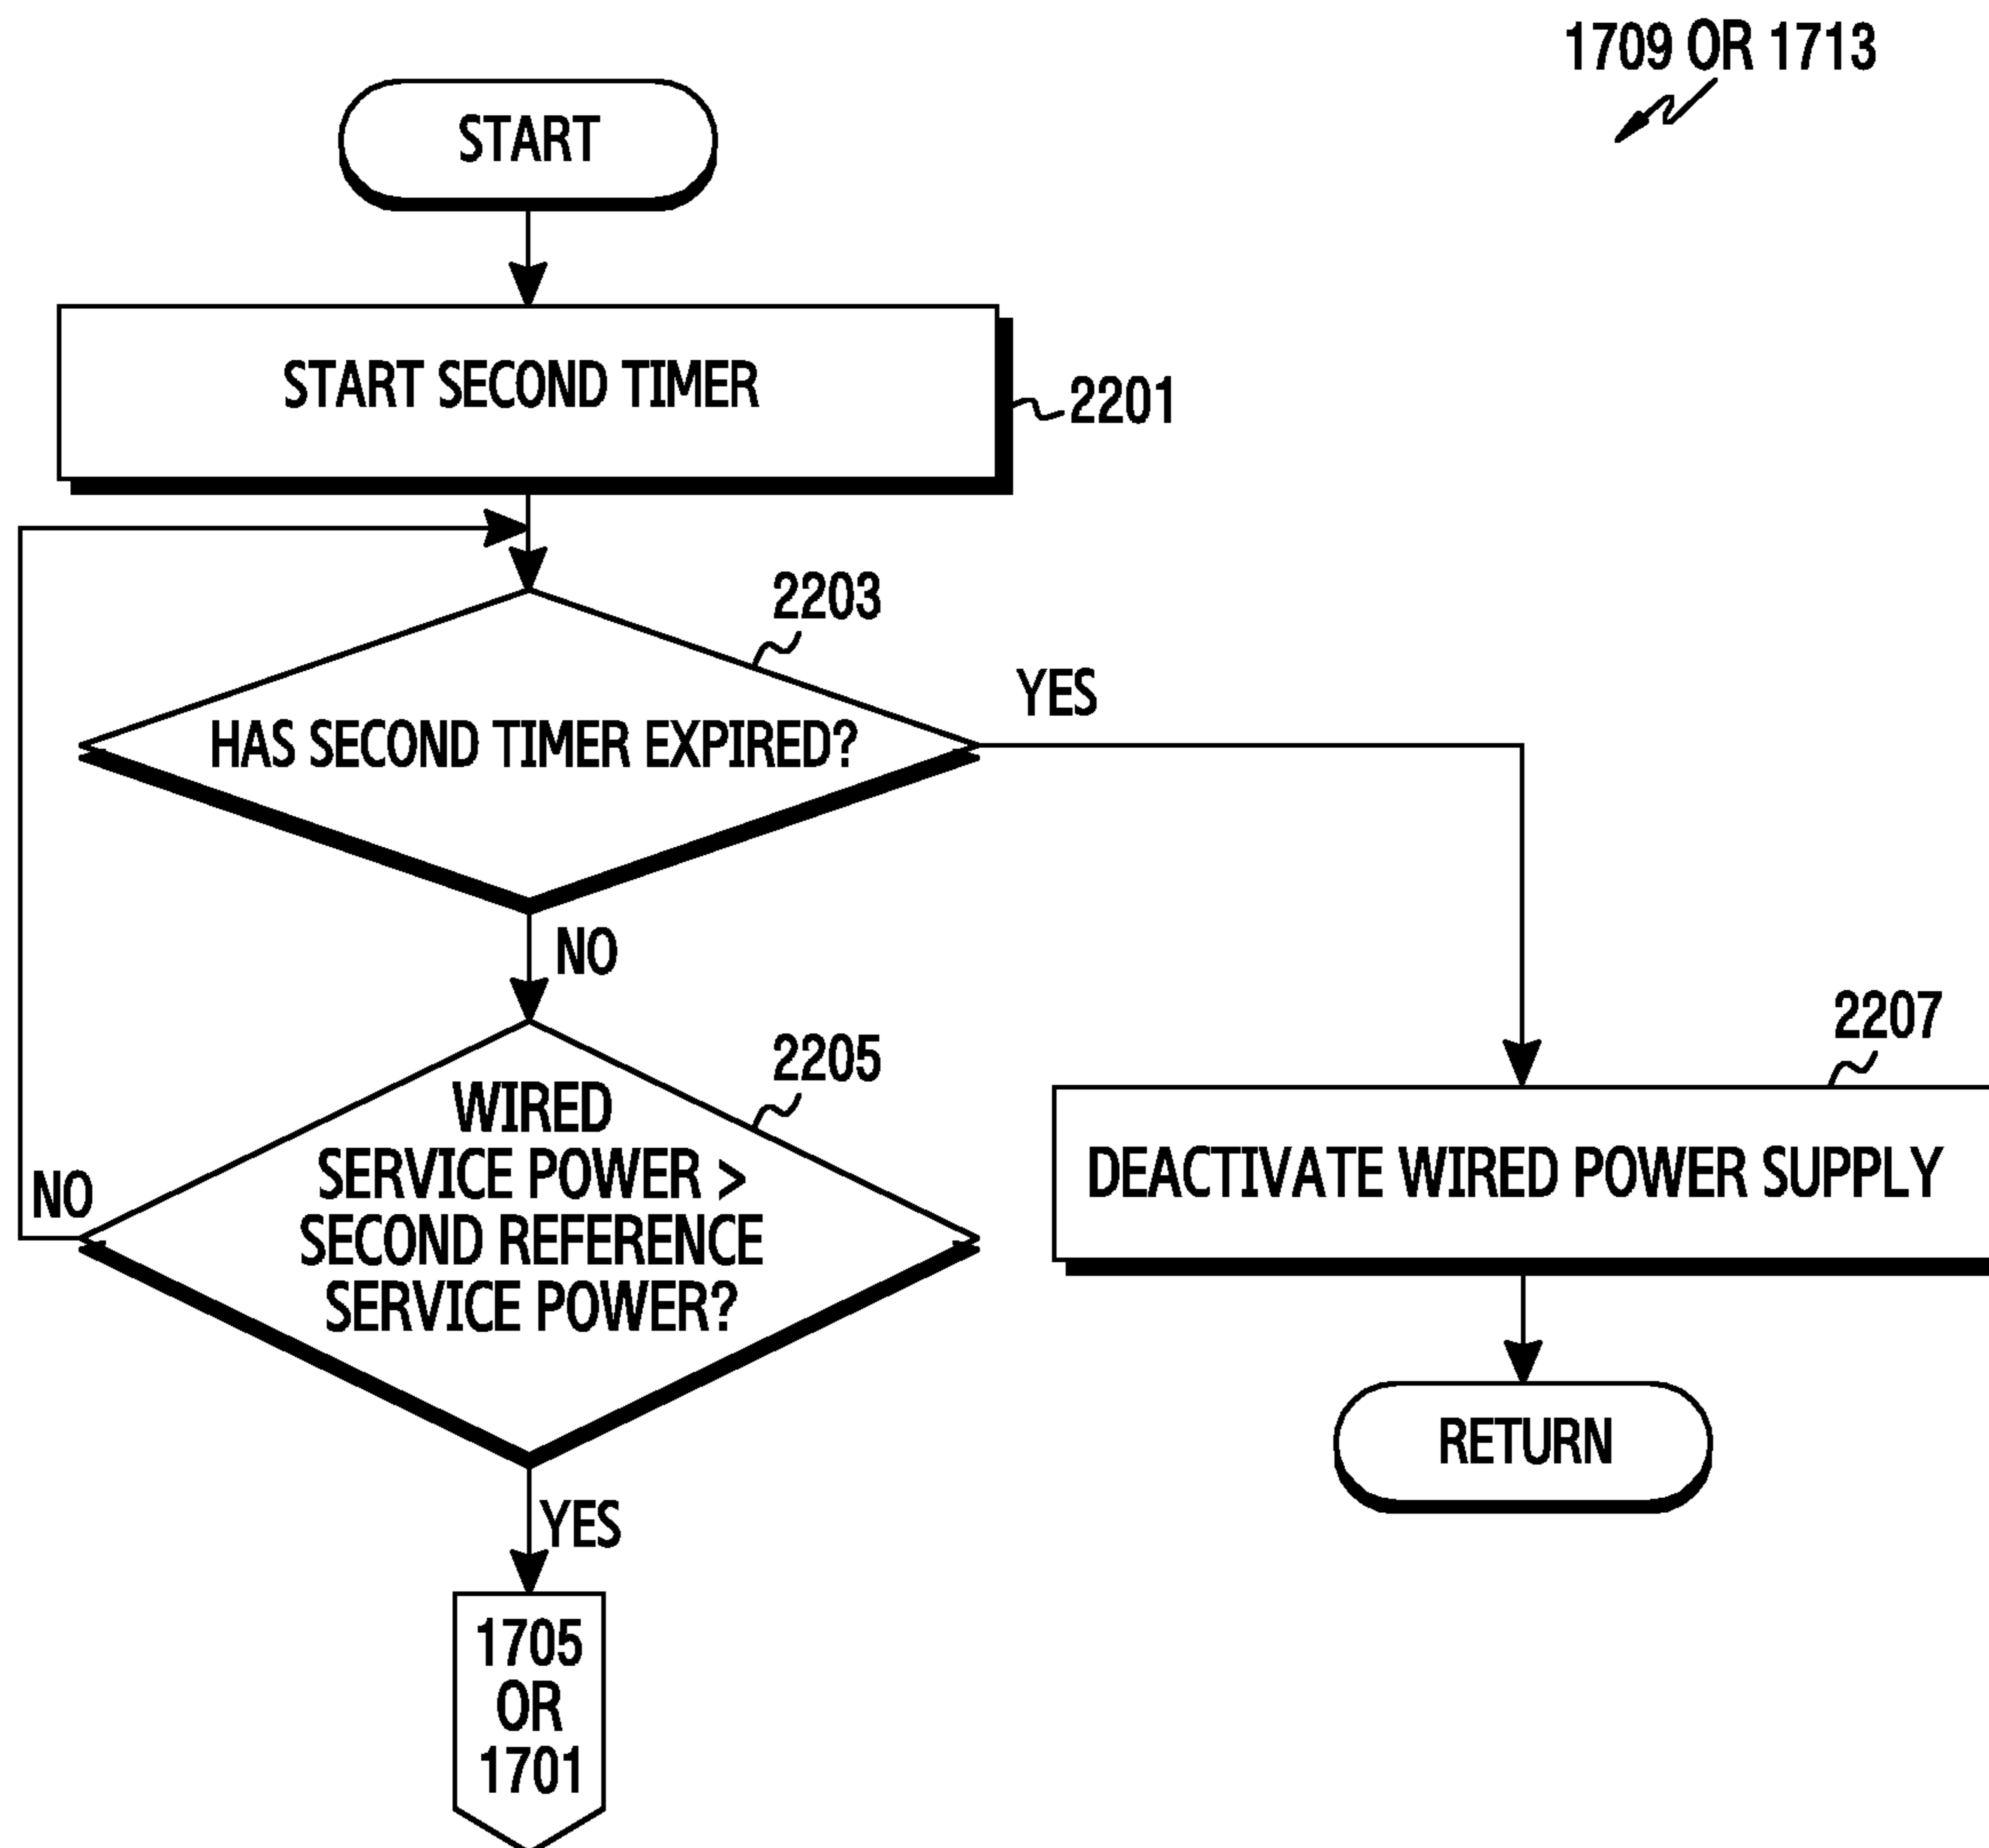 1709 OR 1713
START
START SECOND TIMER
2201
2203
HAS SECOND TIMER EXPIRED?
YES
NO
2205
WIRED
SERVICE POWER >
SECOND REFERENCE
SERVICE POWER?
NO
YES
2207
DEACTIVATE WIRED POWER SUPPLY
RETURN
1705
OR
1701